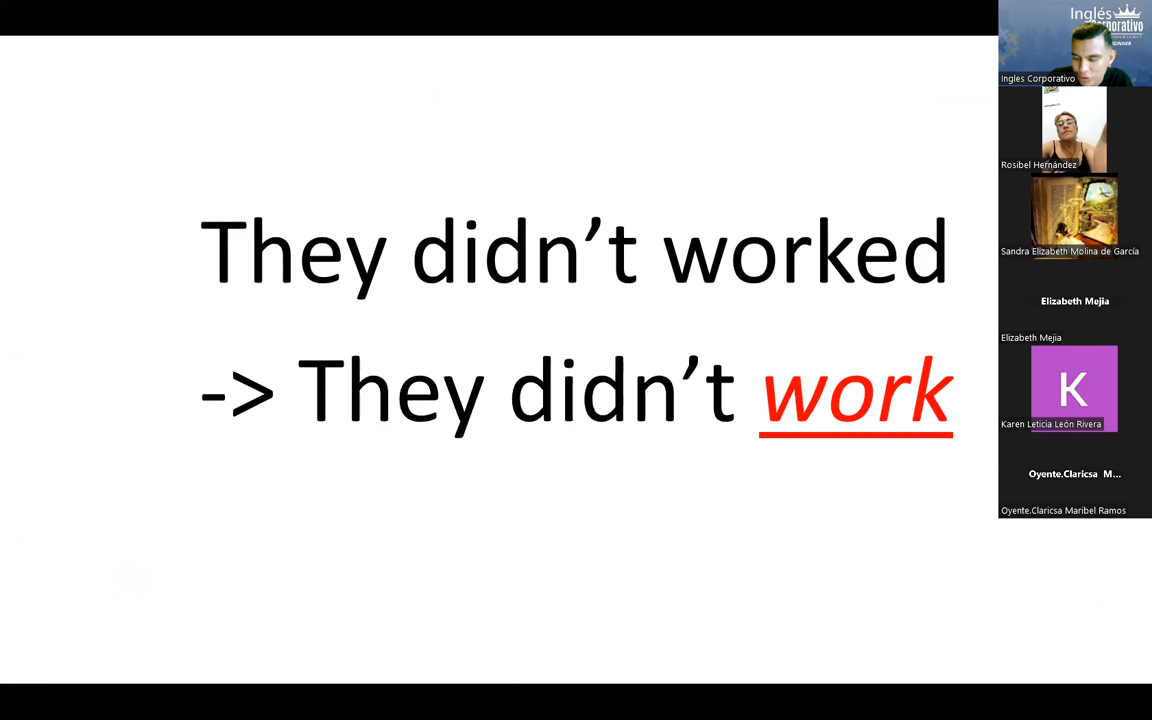 They didn’t worked
-> They didn’t work
Inglés
Corporativo
Ingles Corporativo
Rosibel Hernández
Sandra Elizabeth Molina de García
Elizabeth Mejia
Elizabeth Mejia
K
Karen Leticia León Rivera
Oyente.Claricsa M...
Oyente.Claricsa Maribel Ramos